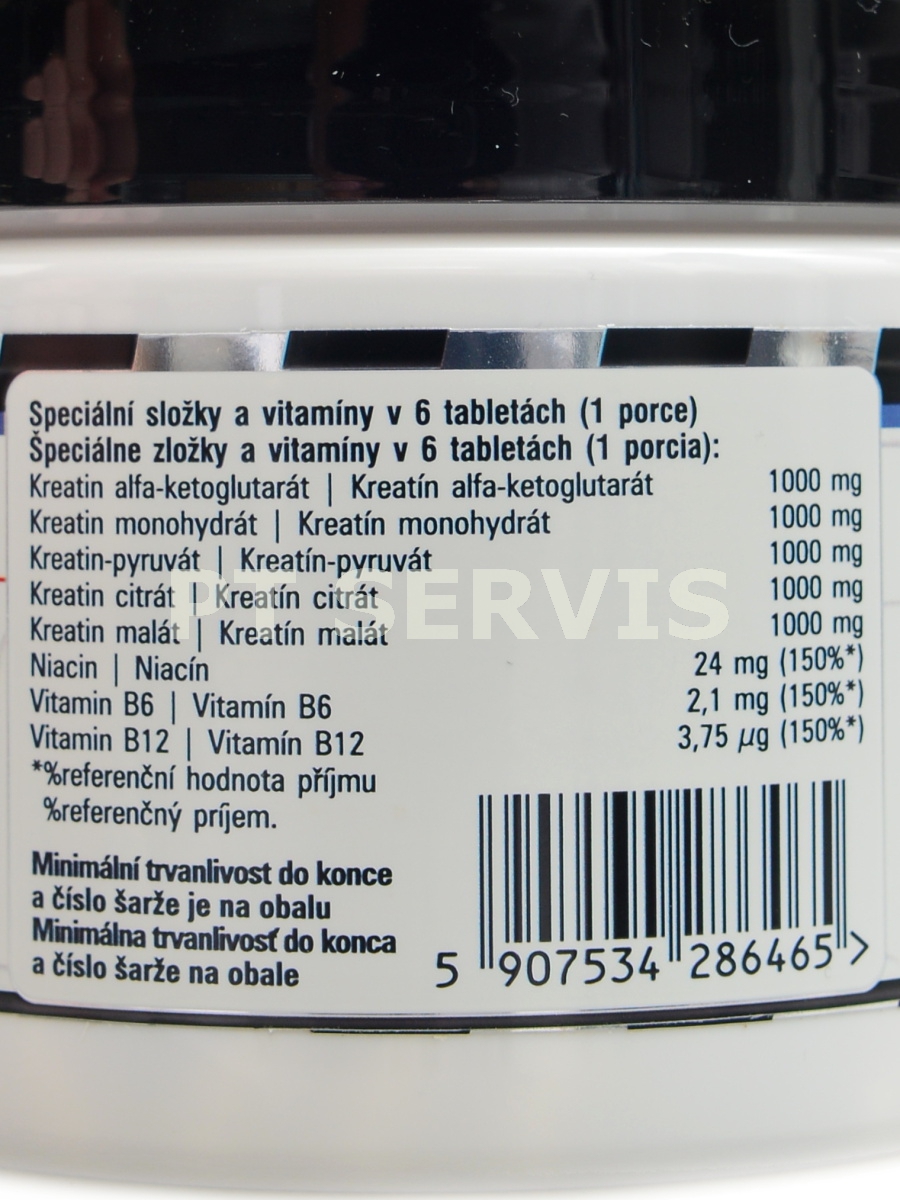 Speciální složky a vitamíny v 6 tabletách (1 porce)
Špeciálne zložky a vitamíny v 6 tabletách (1 porcia):
Kreatin alfa-ketoglutarát | Kreatín alfa-ketoglutarát 1000 mg
Kreatin monohydrát | Kreatín monohydrát 1000 mg
Kreatin-pyruvát | Kreatín-pyruvát 1000 mg
Kreatin citrát | Kreatín citrát 1000 mg
Kreatin malát | Kreatín malát 1000 mg
Niacin | Niacín 24 mg (150%*)
Vitamin B6 | Vitamín B6 2,1 mg (150%*)
Vitamin B12 | Vitamín B12 3,75 µg (150%*)
*%referenční hodnota příjmu
%referenčný príjem.
Minimální trvanlivost do konce
a číslo šarže je na obalu
Minimálna trvanlivosť do konca
a číslo šarže na obale
5 907534 286465 >
PT SERVIS